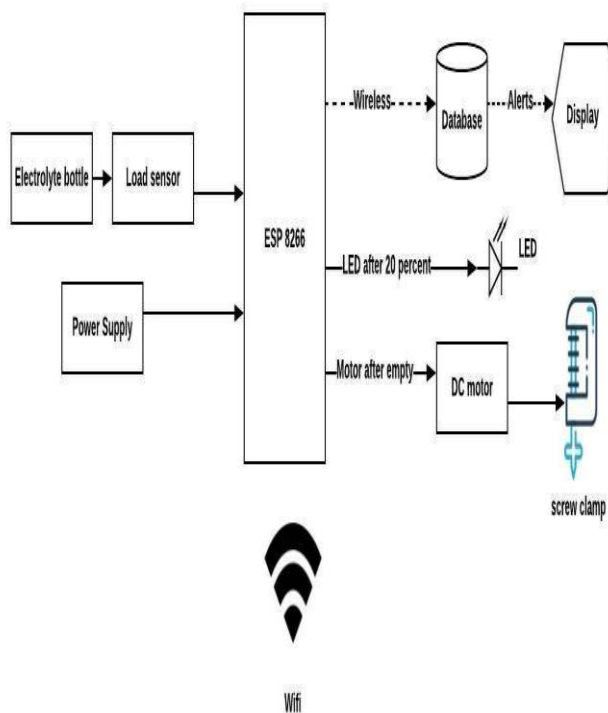 Wireless
Database
Alerts
Display
Electrolyte bottle
Load sensor
ESP 8266
LED after 20 percent
LED
Power Supply
Motor after empty
DC motor
screw clamp
Wifi